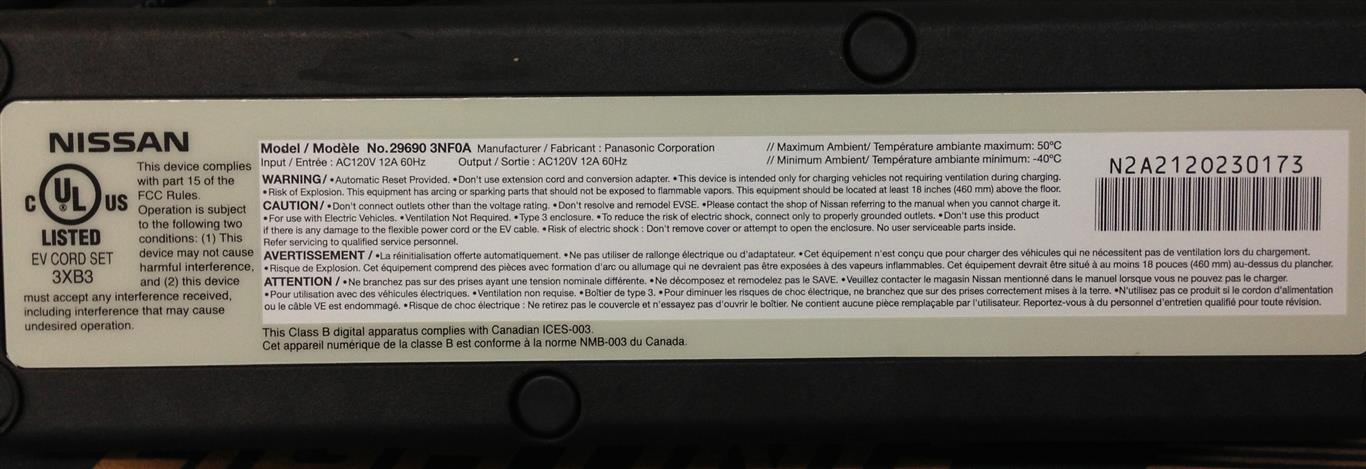 NISSAN
C UL ® US
LISTED
EV CORD SET
3XB3
This device complies
with part 15 of the
FCC Rules.
Operation is subject
to the following two
conditions: (1) This
device may not cause
harmful interference,
and (2) this device
must accept any interference received,
including interference that may cause
undesired operation.
Model / Modèle No.29690 3NF0A Manufacturer / Fabricant : Panasonic Corporation
Input / Entrée : AC120V 12A 60Hz Output / Sortie : AC120V 12A 60Hz
// Maximum Ambient/ Température ambiante maximum: 50ºC
// Minimum Ambient/ Température ambiante minimum: -40ºC
WARNING/ •Automatic Reset Provided. •Don't use extension cord and conversion adapter. •This device is intended only for charging vehicles not requiring ventilation during charging.
•Risk of Explosion. This equipment has arcing or sparking parts that should not be exposed to flammable vapors. This equipment should be located at least 18 inches (460 mm) above the floor.
CAUTION/ •Don't connect outlets other than the voltage rating. •Don't resolve and remodel EVSE. •Please contact the shop of Nissan referring to the manual when you cannot charge it.
•For use with Electric Vehicles. •Ventilation Not Required. •Type 3 enclosure. •To reduce the risk of electric shock, connect only to properly grounded outlets. •Don't use this product
if there is any damage to the flexible power cord or the EV cable. •Risk of electric shock : Don't remove cover or attempt to open the enclosure. No user serviceable parts inside.
Refer servicing to qualified service personnel.
AVERTISSEMENT / •La réinitialisation offerte automatiquement. •Ne pas utiliser de rallonge électrique ou d'adaptateur. •Cet équipement n'est conçu que pour charger des véhicules qui ne nécessitent pas de ventilation lors du chargement.
•Risque de Explosion. Cet équipement comprend des pièces avec formation d'arc ou allumage qui ne devraient pas être exposées à des vapeurs inflammables. Cet équipement devrait être situé à au moins 18 pouces (460 mm) au-dessus du plancher.
ATTENTION / •Ne branchez pas sur des prises ayant une tension nominale différente. •Ne décomposez et remodelez pas le SAVE. •Veuillez contacter le magasin Nissan mentionné dans le manuel lorsque vous ne pouvez pas le charger.
•Pour utilisation avec des véhicules électriques. •Ventilation non requise. •Boîtier de type 3. •Pour diminuer les risques de choc électrique, ne branchez que sur des prises correctement mises à la terre. •N'utilisez pas ce produit si le cordon d'alimentation
ou le câble VE est endommagé. •Risque de choc électrique : Ne retirez pas le couvercle et n'essayez pas d'ouvrir le boîtier. Ne contient aucun pièce remplaçable par l'utilisateur. Reportez-vous à du personnel d'entretien qualifié pour toute révision.
This Class B digital apparatus complies with Canadian ICES-003.
Cet appareil numérique de la classe B est conforme à la norme NMB-003 du Canada.
N2A2120230173